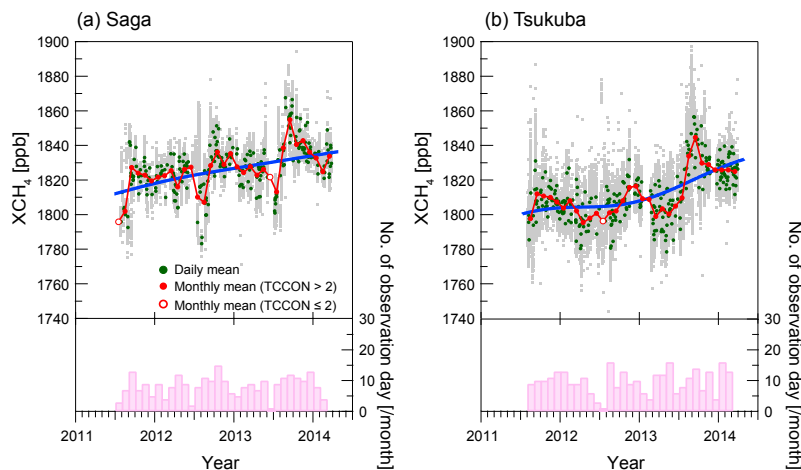 (a) Saga
(b) Tsukuba
1900
1880
1860
1840
1820
1800
1780
1760
1740
XCH4 [ppb]
Daily mean
Monthly mean (TCCON > 2)
Monthly mean (TCCON ≤ 2)
30
20
10
0
No. of observation day [/month]
2011 2012 2013 2014
Year
1900
1880
1860
1840
1820
1800
1780
1760
1740
XCH4 [ppb]
30
20
10
0
No. of observation day [/month]
2011 2012 2013 2014
Year